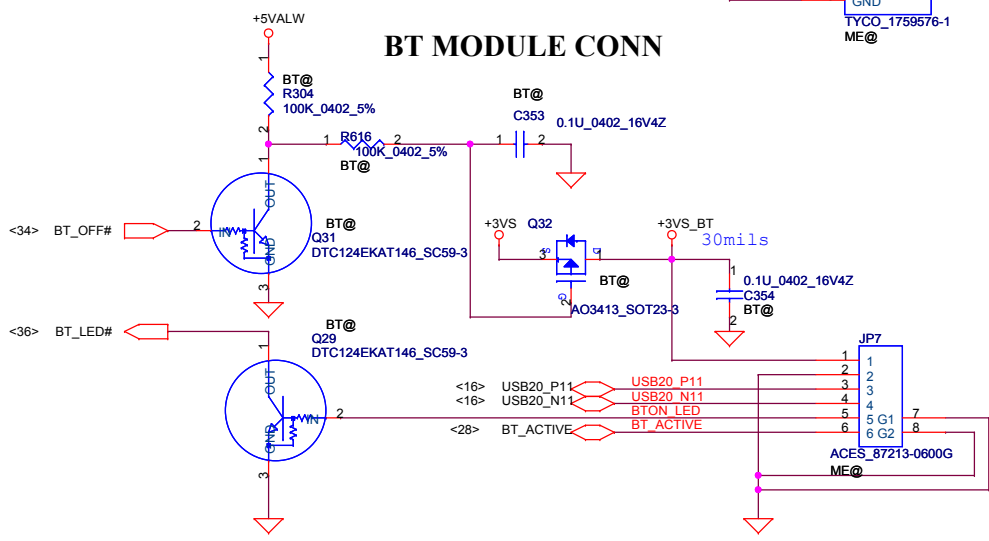 GND
TYCO_1759576-1
ME@
+5VALW
BT MODULE CONN
1
BT@
R304
100K_0402_5%
2
BT@
C353
0.1U_0402_16V4Z
1
2
1
R616
2
100K_0402_5%
BT@
1
OUT
<34>
BT_OFF#
2
IN
GND
3
BT@
Q31
DTC124EKAT146_SC59-3
+3VS
Q32
3
S
D
1
G
2
BT@
AO3413_SOT23-3
+3VS_BT
30mils
1
0.1U_0402_16V4Z
C354
BT@
2
<36>
BT_LED#
1
OUT
BT@
Q29
DTC124EKAT146_SC59-3
IN
2
GND
3
JP7
1
1
2
2
<16>
USB20_P11
USB20_P11
3
3
<16>
USB20_N11
USB20_N11
4
4
BTON_LED
5
5
G1
7
<28>
BT_ACTIVE
BT_ACTIVE
6
6
G2
8
ACES_87213-0600G
ME@